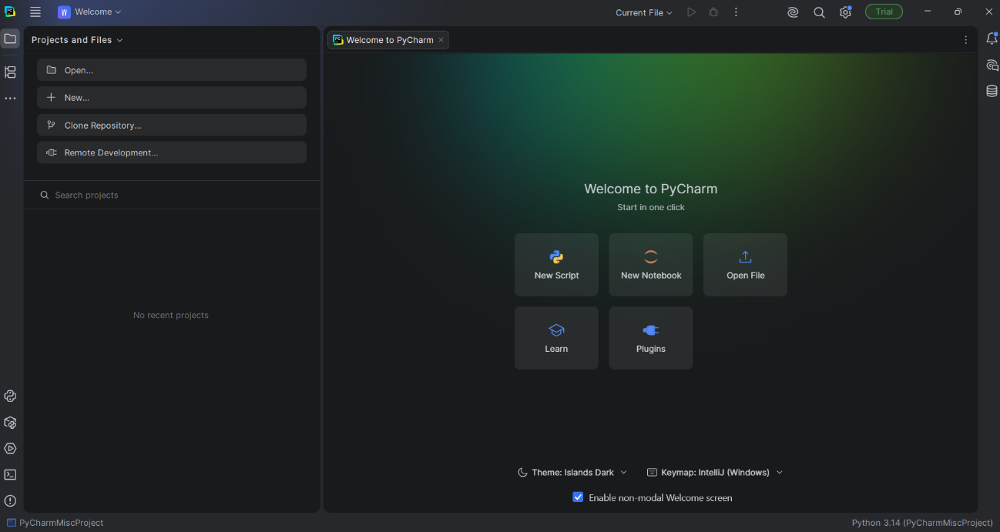 PC
W Welcome
Current File
Trial
Projects and Files
PC Welcome to PyCharm
Open...
New...
Clone Repository...
Remote Development...
Search projects
No recent projects
Welcome to PyCharm
Start in one click
New Script
New Notebook
Open File
Learn
Plugins
Theme: Islands Dark
Keymap: IntelliJ (Windows)
Enable non-modal Welcome screen
PyCharmMiscProject
Python 3.14 (PyCharmMiscProject)